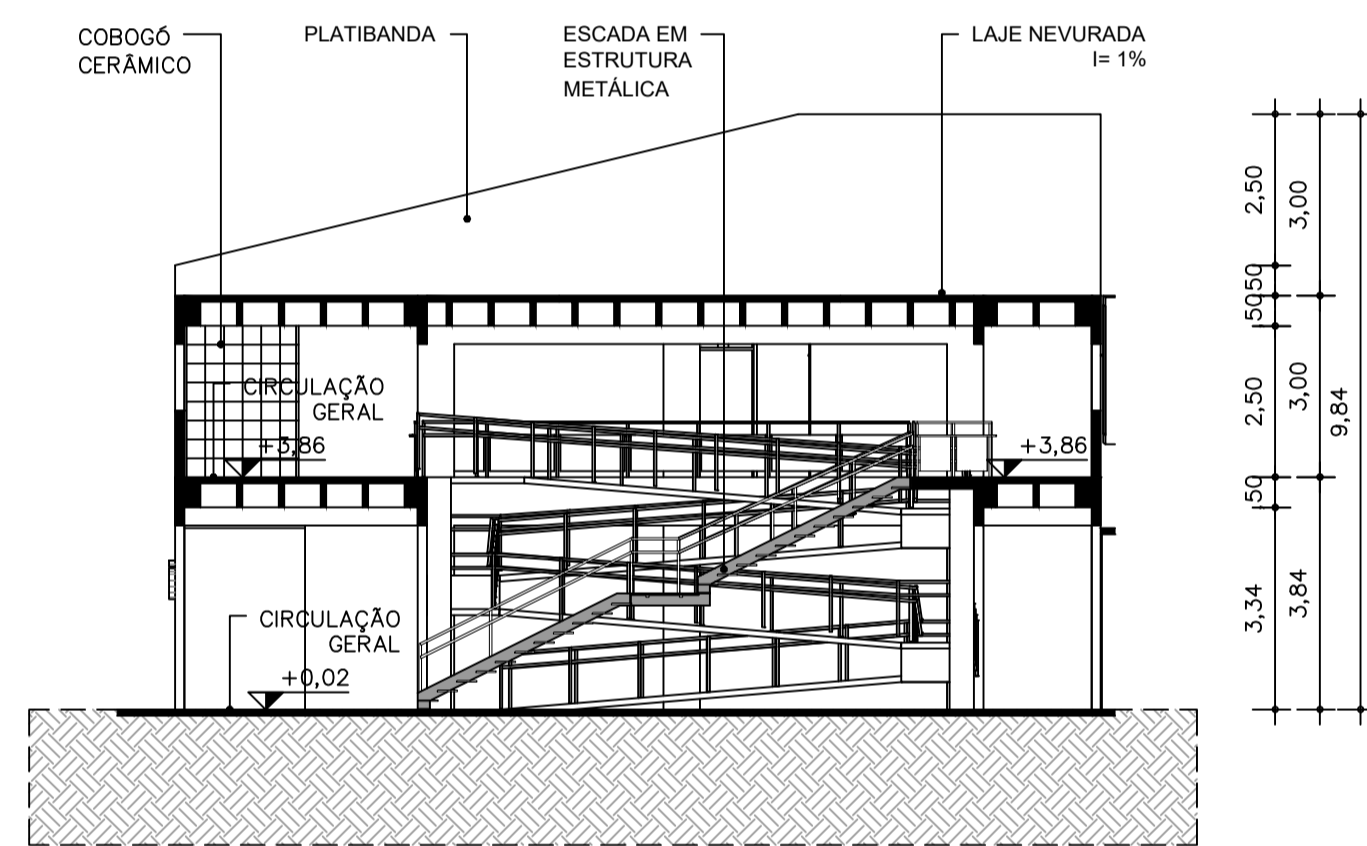 COBOGÓ
CERÂMICO
PLATIBANDA
ESCADA EM
ESTRUTURA
METÁLICA
LAJE NEVURADA
I= 1%
CIRCULAÇÃO
GERAL
+3,86
+3,86
CIRCULAÇÃO
GERAL
+0,02
2,50
50
50
2,50
50
3,34
3,00
3,00
3,84
9,84